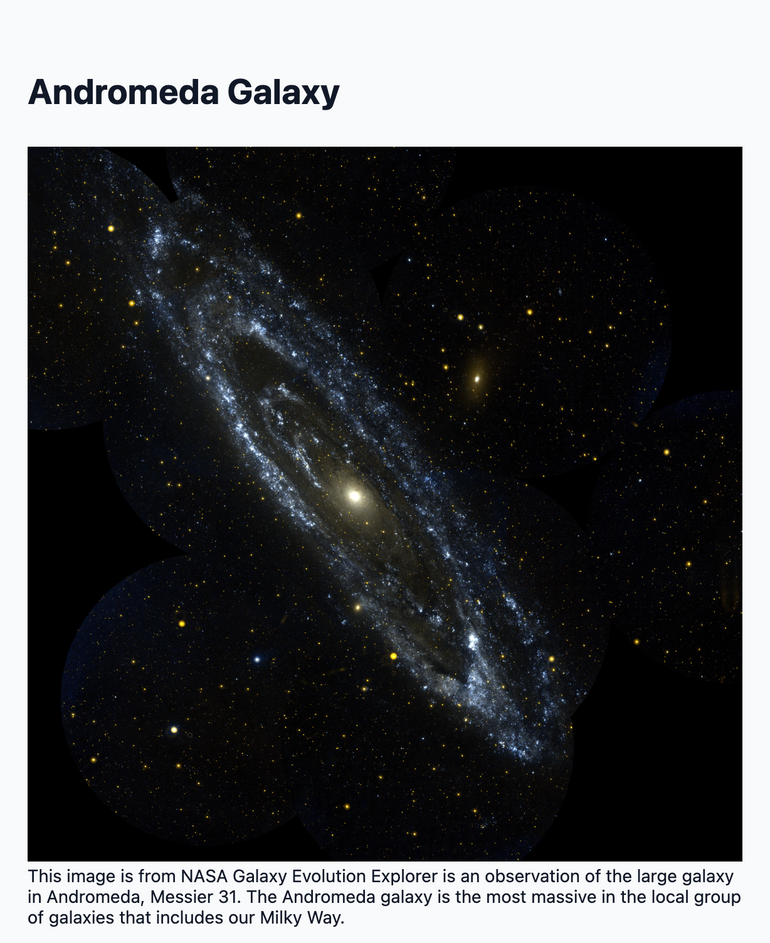 Andromeda Galaxy
This image is from NASA Galaxy Evolution Explorer is an observation of the large galaxy
in Andromeda, Messier 31. The Andromeda galaxy is the most massive in the local group
of galaxies that includes our Milky Way.